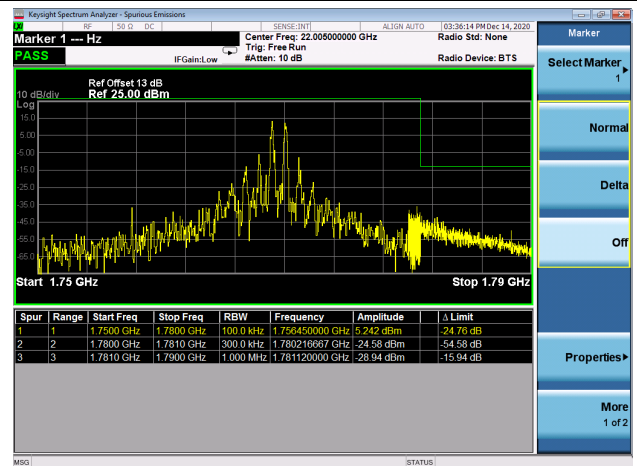 Keysight Spectrum Analyzer - Spurious Emissions
RF 50 Ω DC SENSE:INT ALIGN AUTO 03:36:14 PM Dec 14, 2020
Marker 1 --- Hz
Center Freq: 22.005000000 GHz
Radio Std: None
Trig: Free Run
PASS
IFGain:Low
#Atten: 10 dB
Radio Device: BTS
Ref Offset 13 dB
10 dB/div Ref 25.00 dBm
Log
15.0
5.00
-5.00
-15.0
-25.0
-35.0
-45.0
-55.0
-65.0
Start 1.75 GHz Stop 1.79 GHz
Spur Range Start Freq Stop Freq RBW Frequency Amplitude Δ Limit
1 1 1.7500 GHz 1.7800 GHz 100.0 kHz 1.756450000 GHz 5.242 dBm -24.76 dB
2 2 1.7800 GHz 1.7810 GHz 300.0 kHz 1.780216667 GHz -24.58 dBm -54.58 dB
3 3 1.7810 GHz 1.7900 GHz 1.000 MHz 1.781120000 GHz -28.94 dBm -15.94 dB
MSG STATUS
Marker
Select Marker
1
Normal
Delta
Off
Properties
More
1 of 2